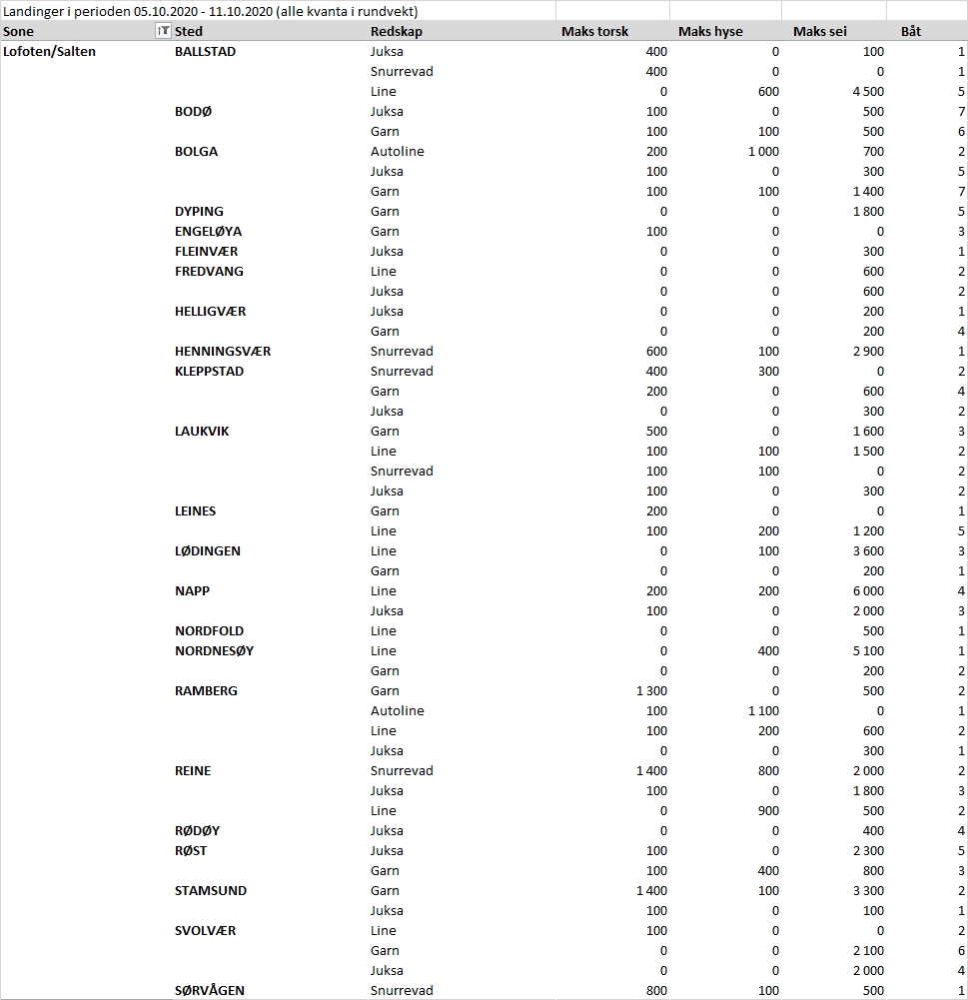 Landinger i perioden 05.10.2020 - 11.10.2020 (alle kvanta i rundvekt)
Sone Sted Redskap Maks torsk Maks hyse Maks sei Båt
Lofoten/Salten BALLSTAD Juksa 400 0 100 1
Snurrevad 400 0 0 1
Line 0 600 4 500 5
BODØ Juksa 100 0 500 7
Garn 100 100 500 6
BOLGA Autoline 200 1 000 700 2
Juksa 100 0 300 5
Garn 100 100 1 400 7
DYPING Garn 0 0 1 800 5
ENGELØYA Garn 100 0 0 3
FLEINVÆR Juksa 0 0 300 1
FREDVANG Line 0 0 600 2
Juksa 0 0 600 2
HELLIGVÆR Juksa 0 0 200 1
Garn 0 0 200 4
HENNINGSVÆR Snurrevad 600 100 2 900 1
KLEPPSTAD Snurrevad 400 300 0 2
Garn 200 0 600 4
Juksa 0 0 300 2
LAUKVIK Garn 500 0 1 600 3
Line 100 100 1 500 2
Snurrevad 100 100 0 2
Juksa 100 0 300 2
LEINES Garn 200 0 0 1
Line 100 200 1 200 5
LØDINGEN Line 0 100 3 600 3
Garn 0 0 200 1
NAPP Line 200 200 6 000 4
Juksa 100 0 2 000 3
NORDFOLD Line 0 0 500 1
NORDNESØY Line 0 400 5 100 1
Garn 0 0 200 2
RAMBERG Garn 1 300 0 500 2
Autoline 100 1 100 0 1
Line 100 200 600 2
Juksa 0 0 300 1
REINE Snurrevad 1 400 800 2 000 2
Juksa 100 0 1 800 3
Line 0 900 500 2
RØDØY Juksa 0 0 400 4
RØST Juksa 100 0 2 300 5
Garn 100 400 800 3
STAMSUND Garn 1 400 100 3 300 2
Juksa 100 0 100 1
SVOLVÆR Line 100 0 0 2
Garn 0 0 2 100 6
Juksa 0 0 2 000 4
SØRVÅGEN Snurrevad 800 100 500 1